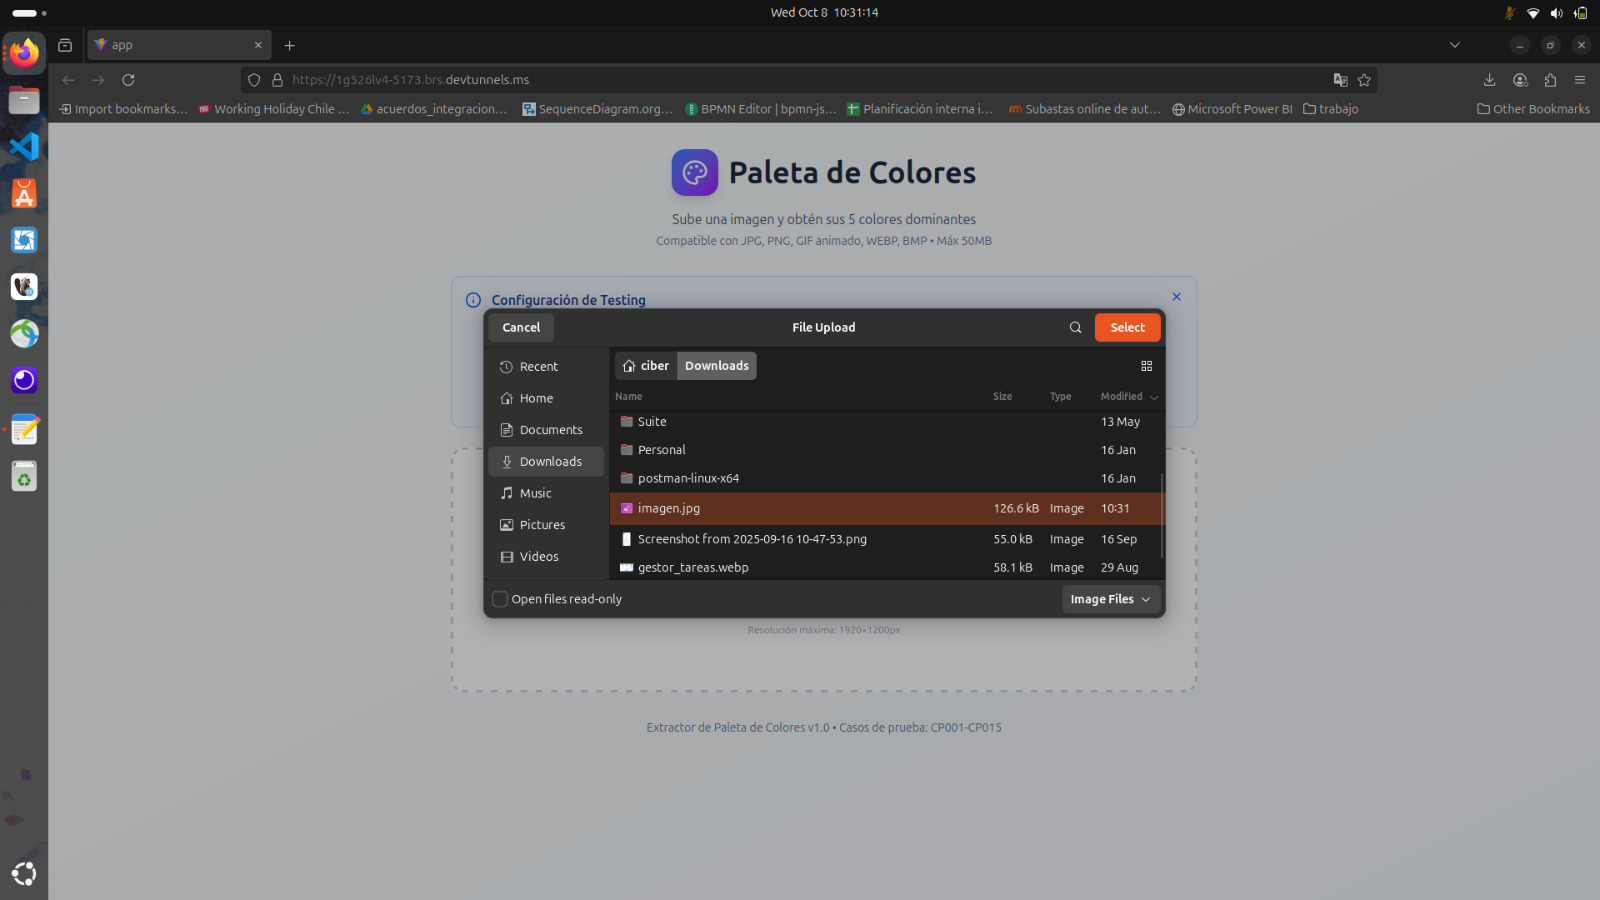 Wed Oct 8 10:31:14
app
https://1g526lv4-5173.brs.devtunnels.ms
Import bookmarks... Working Holiday Chile ... acuerdos_integracion... SequenceDiagram.org... BPMN Editor | bpmn-js... Planificación interna i... Subastas online de aut... Microsoft Power BI trabajo Other Bookmarks
Paleta de Colores
Sube una imagen y obtén sus 5 colores dominantes
Compatible con JPG, PNG, GIF animado, WEBP, BMP • Máx 50MB
Configuración de Testing
Cancel File Upload Select
Recent
Home
Documents
Downloads
Music
Pictures
Videos
ciber Downloads
Name Size Type Modified
Suite 13 May
Personal 16 Jan
postman-linux-x64 16 Jan
imagen.jpg 126.6 kB Image 10:31
Screenshot from 2025-09-16 10-47-53.png 55.0 kB Image 16 Sep
gestor_tareas.webp 58.1 kB Image 29 Aug
Open files read-only Image Files
Resolución máxima: 1920×1200px
Extractor de Paleta de Colores v1.0 • Casos de prueba: CP001-CP015